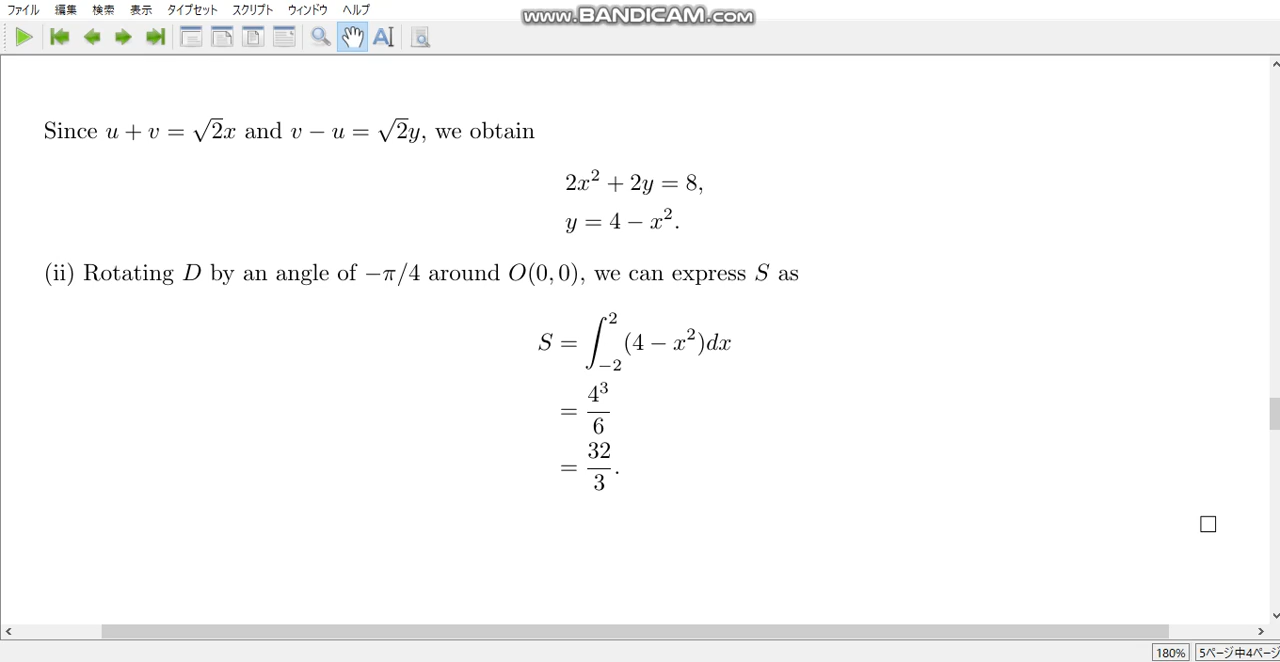 ファイル 編集 検索 表示 タイプセット スクリプト ウィンドウ ヘルプ
www.BANDICAM.com
Since u + v = √2x and v − u = √2y, we obtain
2x² + 2y = 8,
y = 4 − x².
(ii) Rotating D by an angle of −π/4 around O(0, 0), we can express S as
S = ∫_{−2}^{2} (4 − x²)dx
= 4³/6
= 32/3.
□
180% 5ページ中4ページ